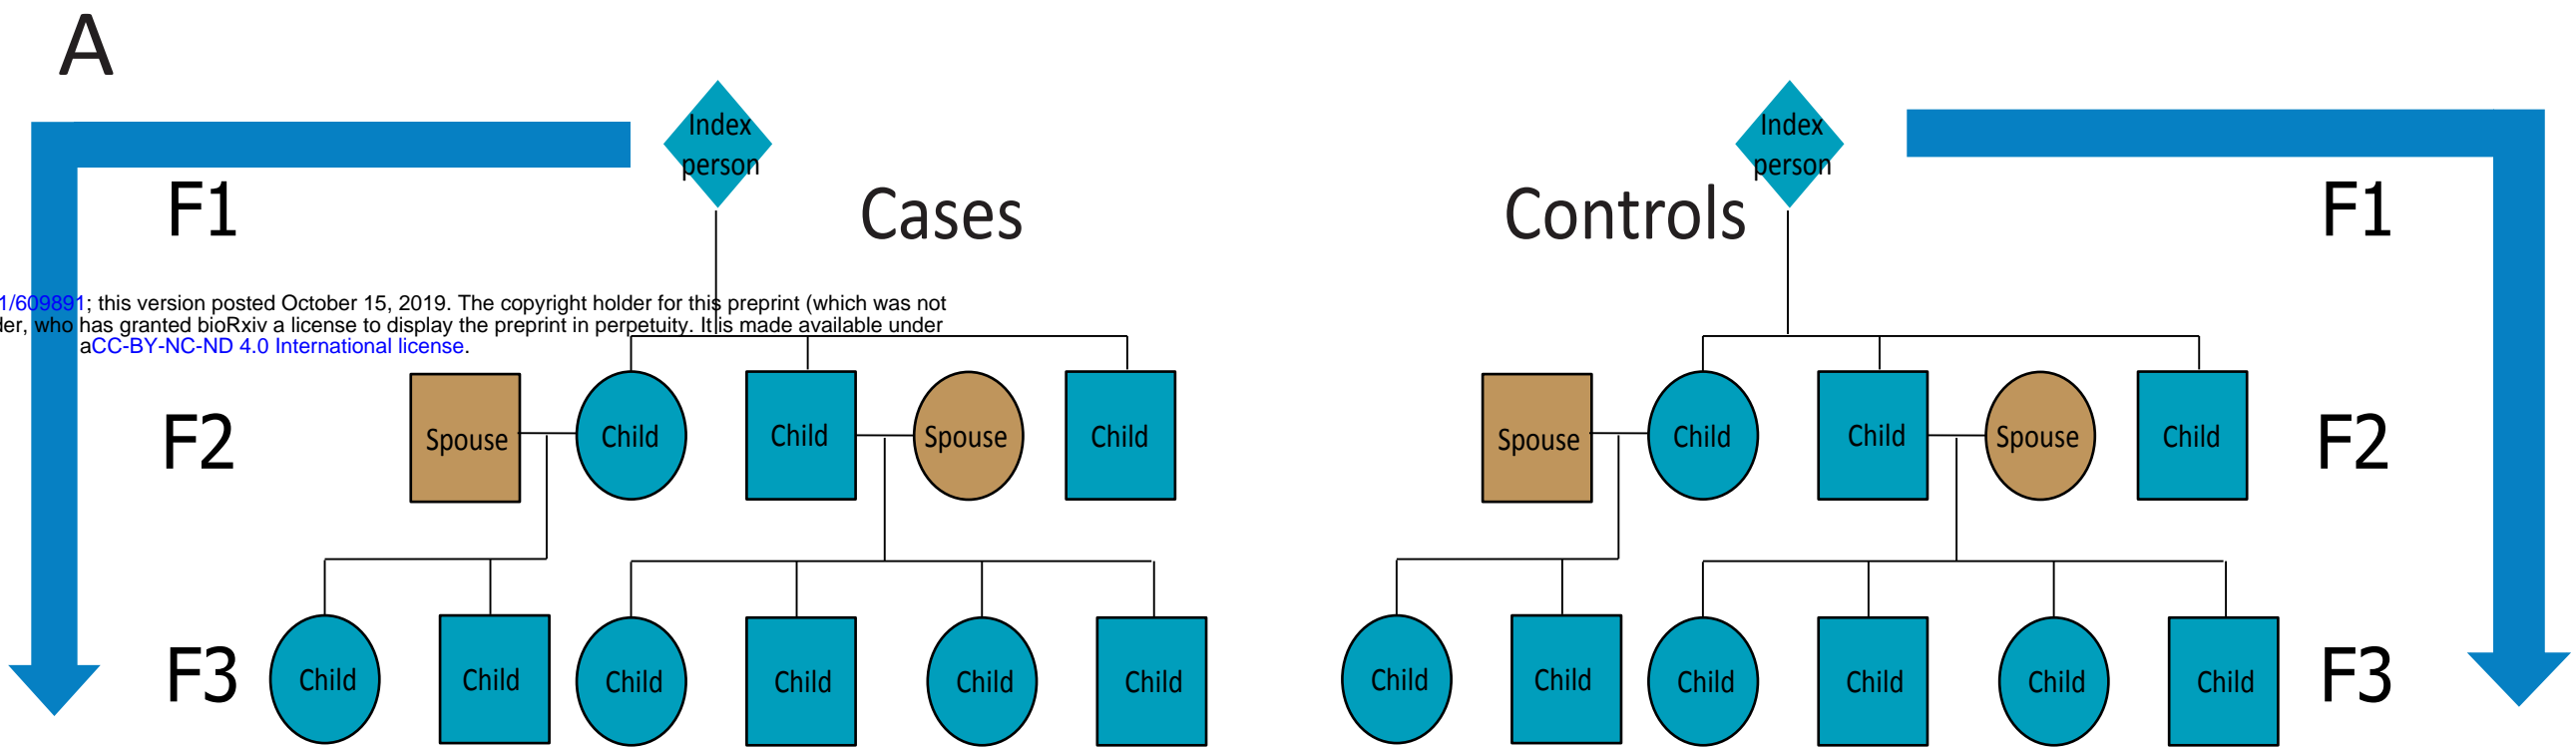 A
Index
person
Index
person
F1
Cases
Controls
F1
1/609891; this version posted October 15, 2019. The copyright holder for this preprint (which was not
der, who has granted bioRxiv a license to display the preprint in perpetuity. It is made available under
aCC-BY-NC-ND 4.0 International license.
F2
Spouse
Child
Child
Spouse
Child
Spouse
Child
Child
Spouse
Child
F2
F3
Child
Child
Child
Child
Child
Child
Child
Child
Child
Child
Child
Child
F3